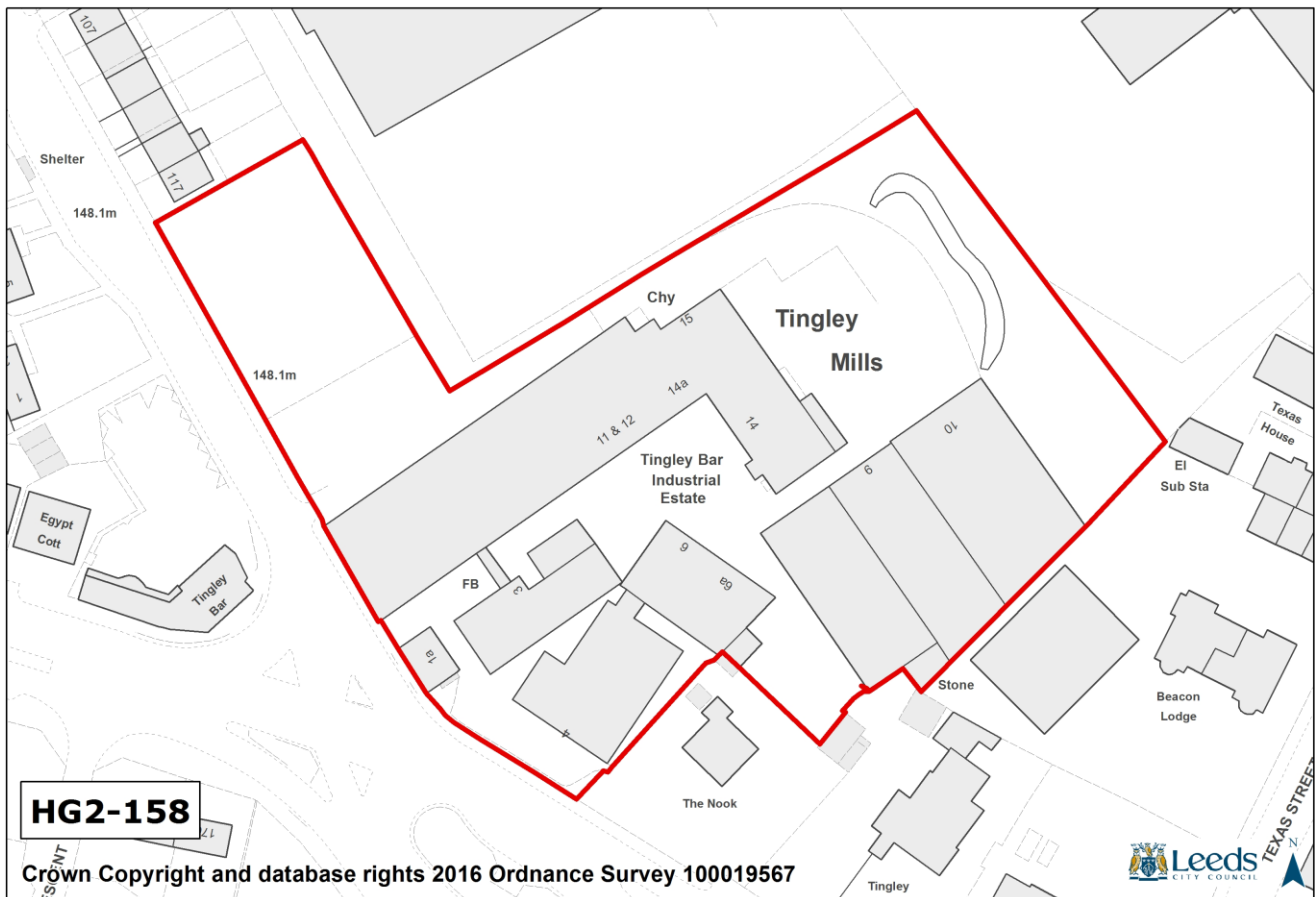 107
Shelter
117
148.1m
5
148.1m
1
Chy
15
Tingley
Mills
14a
11 & 12
14
10
Texas
House
Tingley Bar
Industrial
Estate
6
El
Sub Sta
Egypt
Cott
Tingley
Bar
FB
3
6
6a
1a
4
Stone
Beacon
Lodge
The Nook
HG2-158
TEXAS STREET
Tingley
Leeds
CITY COUNCIL
N
Crown Copyright and database rights 2016 Ordnance Survey 100019567